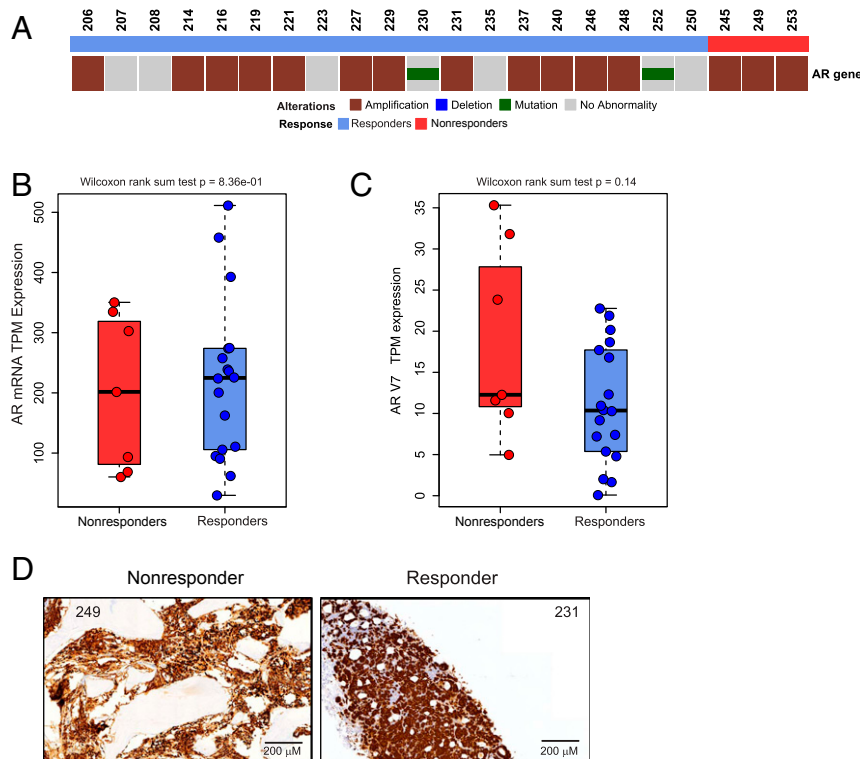 A
206 207 208 214 216 219 221 223 227 229 230 231 235 237 240 246 248 252 250 245 249 253
AR gene
Alterations Amplification Deletion Mutation No Abnormality
Response Responders Nonresponders
B
Wilcoxon rank sum test p = 8.36e-01
AR mRNA TPM Expression
500
400
300
200
100
Nonresponders Responders
C
Wilcoxon rank sum test p = 0.14
AR V7 TPM expression
35
30
25
20
15
10
5
0
Nonresponders Responders
D
Nonresponder Responder
249
200 µM
231
200 µM